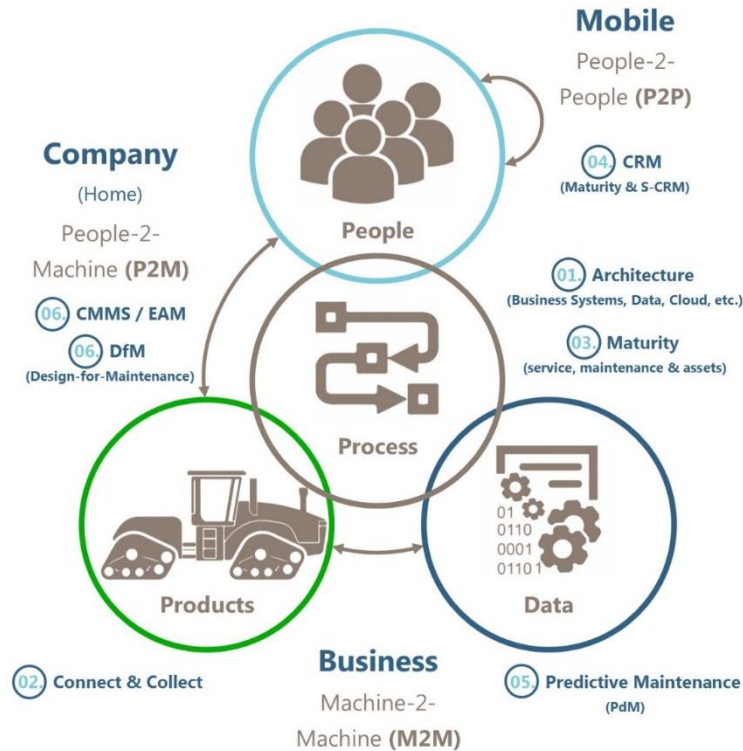 Mobile
People-2-
People (P2P)
04. CRM
(Maturity & S-CRM)
Company
(Home)
People-2-
Machine (P2M)
06. CMMS / EAM
06. DfM
(Design-for-Maintenance)
People
01. Architecture
(Business Systems, Data, Cloud, etc.)
03. Maturity
(service, maintenance & assets)
Process
Products
01
0110
0001
01101
Data
02. Connect & Collect
Business
Machine-2-
Machine (M2M)
05. Predictive Maintenance
(PdM)